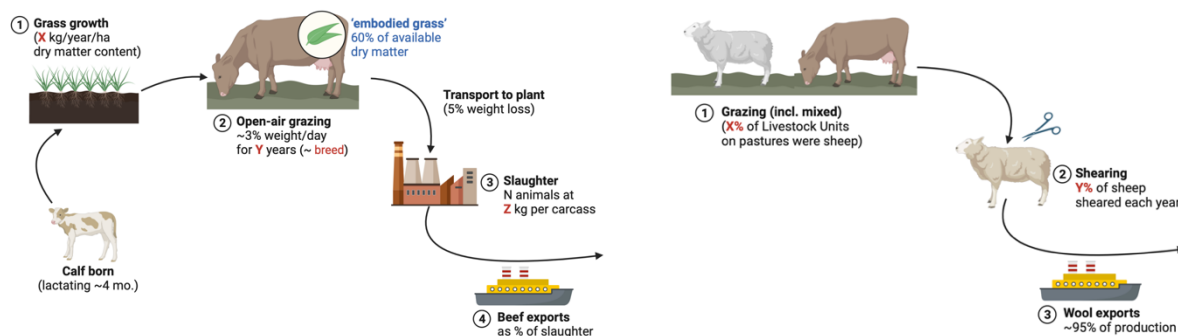 ① Grass growth
(X kg/year/ha
dry matter content)
'embodied grass'
60% of available
dry matter
② Open-air grazing
~3% weight/day
for Y years (~ breed)
Calf born
(lactating ~4 mo.)
Transport to plant
(5% weight loss)
③ Slaughter
N animals at
Z kg per carcass
④ Beef exports
as % of slaughter
① Grazing (incl. mixed)
(X% of Livestock Units
on pastures were sheep)
② Shearing
Y% of sheep
sheared each year
③ Wool exports
~95% of production